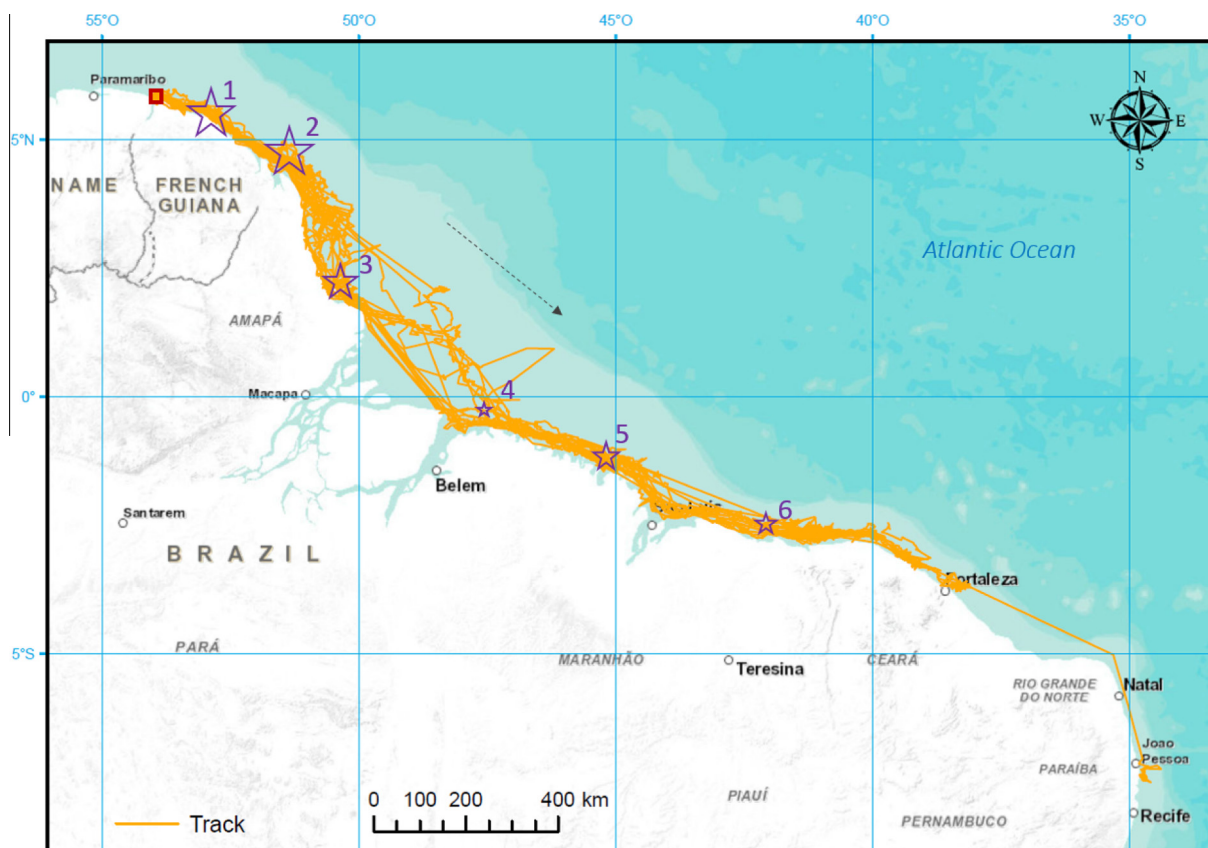 55°O 50°O 45°O 40°O 35°O
N
W E
S
Paramaribo
1
2
5°N
NAME
FRENCH
GUIANA
3
Atlantic Ocean
AMAPÁ
Macapa
0°
4
5
Belem
6
Santarem
BRAZIL
Fortaleza
PARÁ
5°S
MARANHÃO
Teresina
CEARÁ
RIO GRANDE
DO NORTE
Natal
Joao
Pessoa
PARAÍBA
PIAUÍ
0 100 200 400 km
Track
PERNAMBUCO
Recife